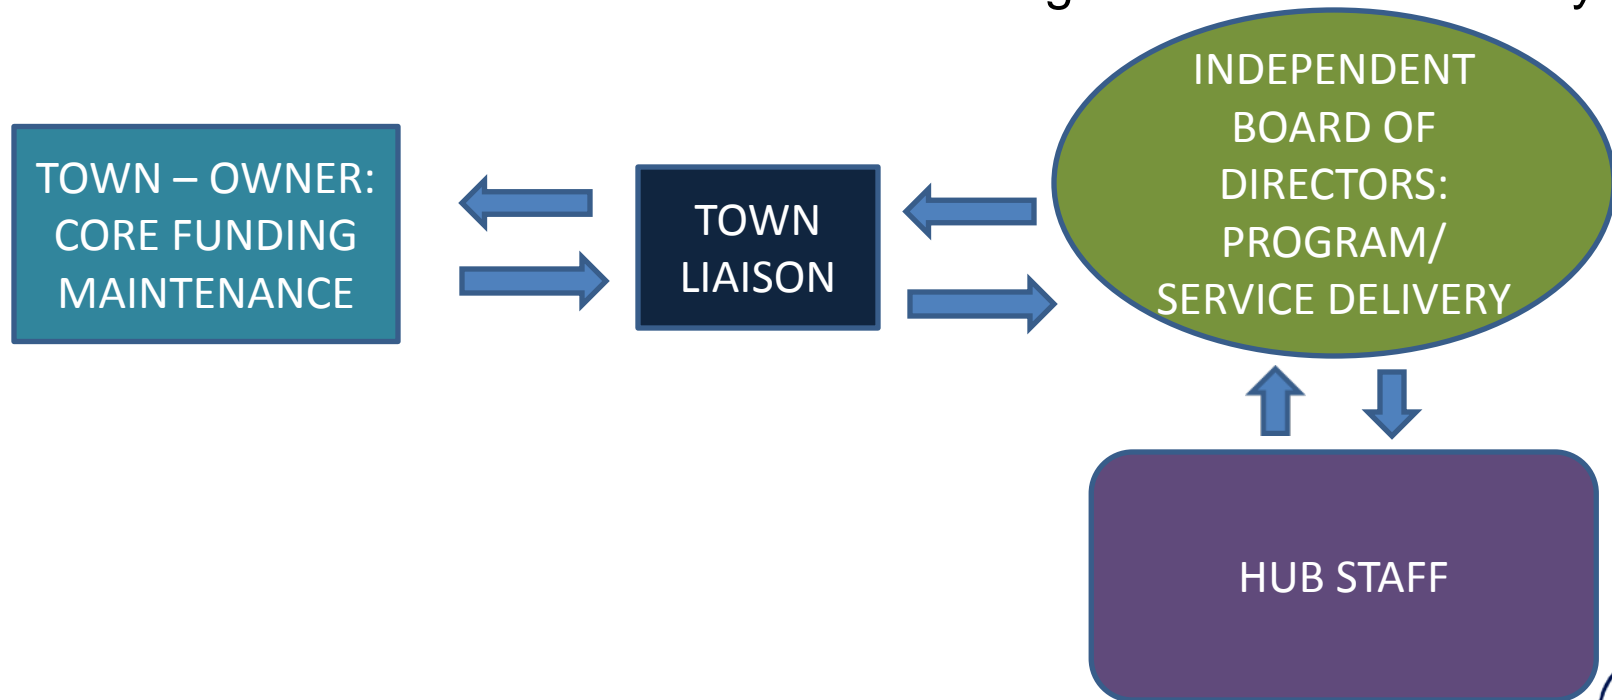 TOWN – OWNER:
CORE FUNDING
MAINTENANCE
TOWN
LIAISON
INDEPENDENT
BOARD OF
DIRECTORS:
PROGRAM/
SERVICE DELIVERY
HUB STAFF